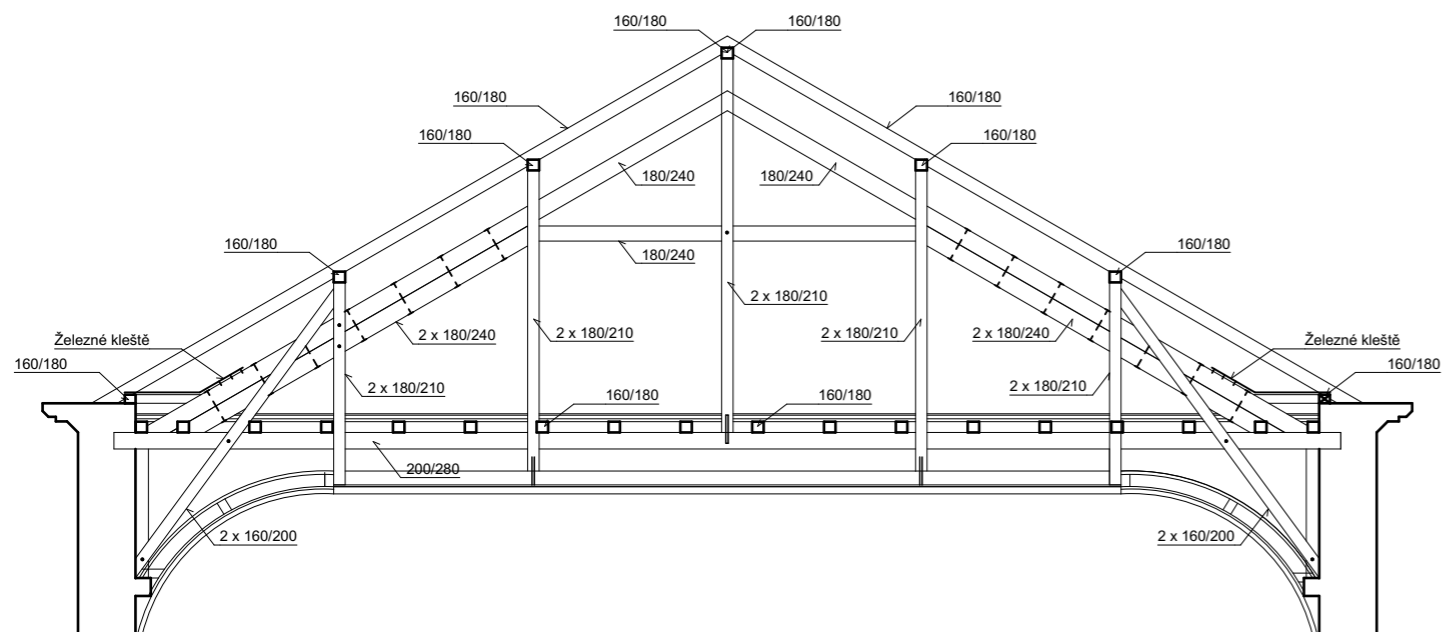 160/180 160/180
160/180 160/180
160/180 160/180
180/240 180/240
160/180 160/180
180/240
2 x 180/210
2 x 180/240 2 x 180/210 2 x 180/210 2 x 180/240
Železné kleště Železné kleště
160/180 160/180
2 x 180/210 2 x 180/210
160/180 160/180
200/280
2 x 160/200 2 x 160/200